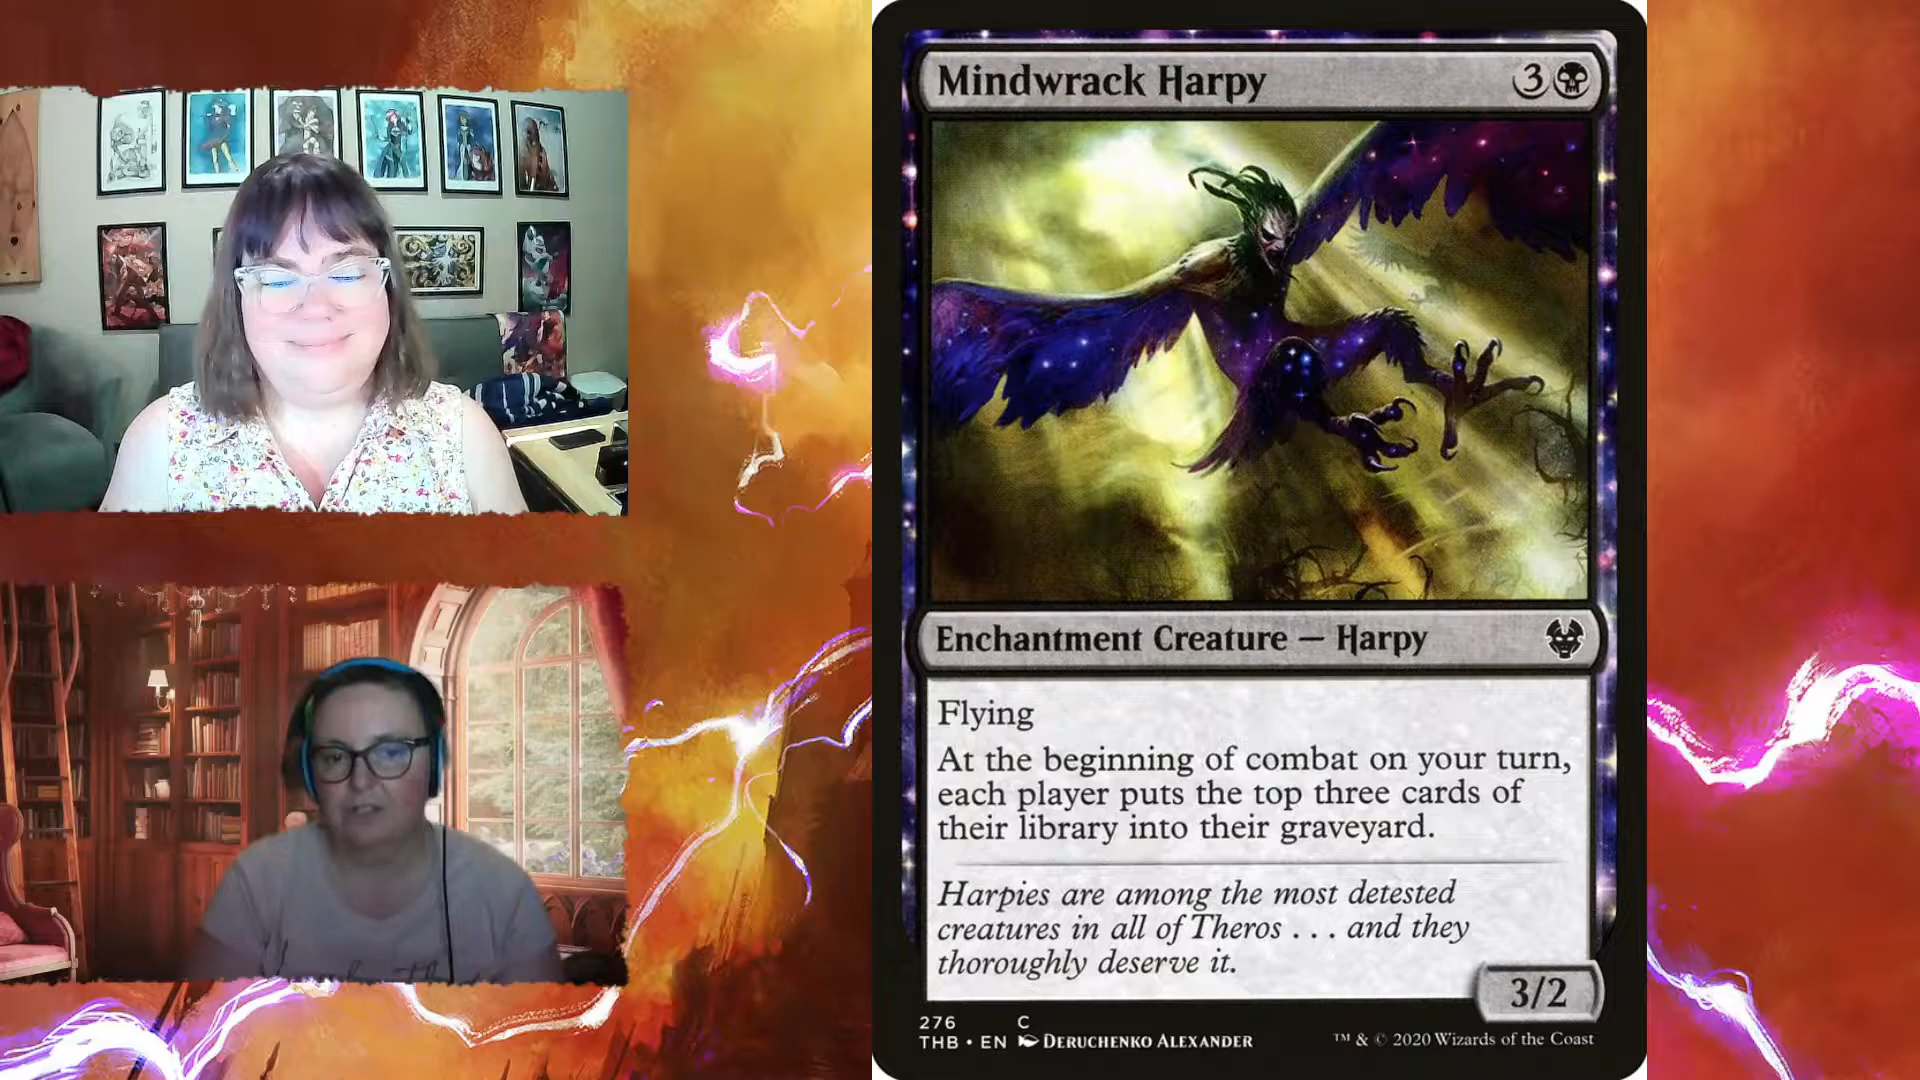 Mindwrack Harpy 3
Enchantment Creature — Harpy
Flying
At the beginning of combat on your turn,
each player puts the top three cards of
their library into their graveyard.
Harpies are among the most detested
creatures in all of Theros . . . and they
thoroughly deserve it.
3/2
276 C
THB • EN DERUCHENKO ALEXANDER
™ & © 2020 Wizards of the Coast